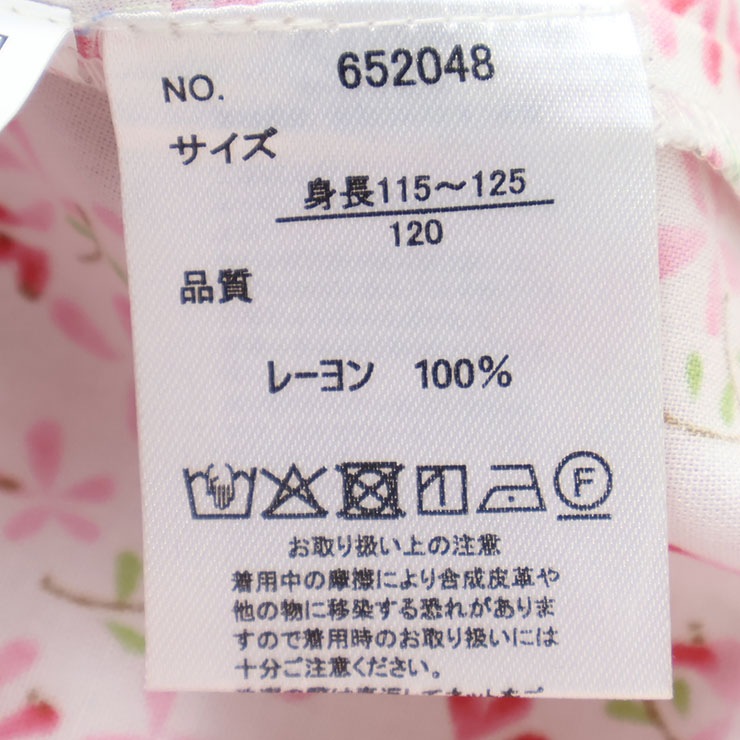 NO. 652048
サイズ
身長115〜125
120
品質
レーヨン 100%
F
お取り扱い上の注意
着用中の摩擦により合成皮革や
他の物に移染する恐れがありま
すので着用時のお取り扱いには
十分ご注意ください。